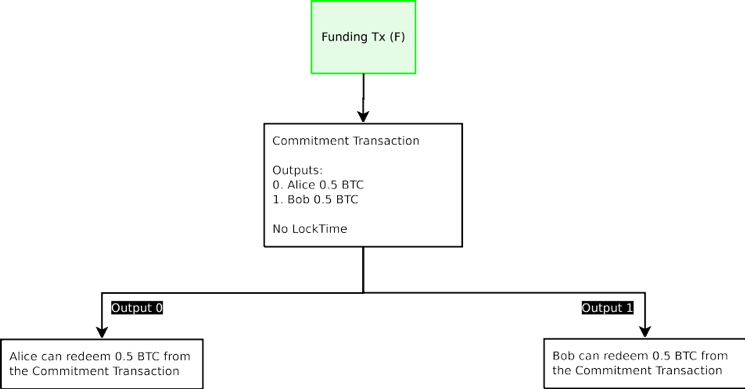 Funding Tx (F)
Commitment Transaction
Outputs:
0. Alice 0.5 BTC
1. Bob 0.5 BTC
No LockTime
Output 0
Output 1
Alice can redeem 0.5 BTC from
the Commitment Transaction
Bob can redeem 0.5 BTC from
the Commitment Transaction